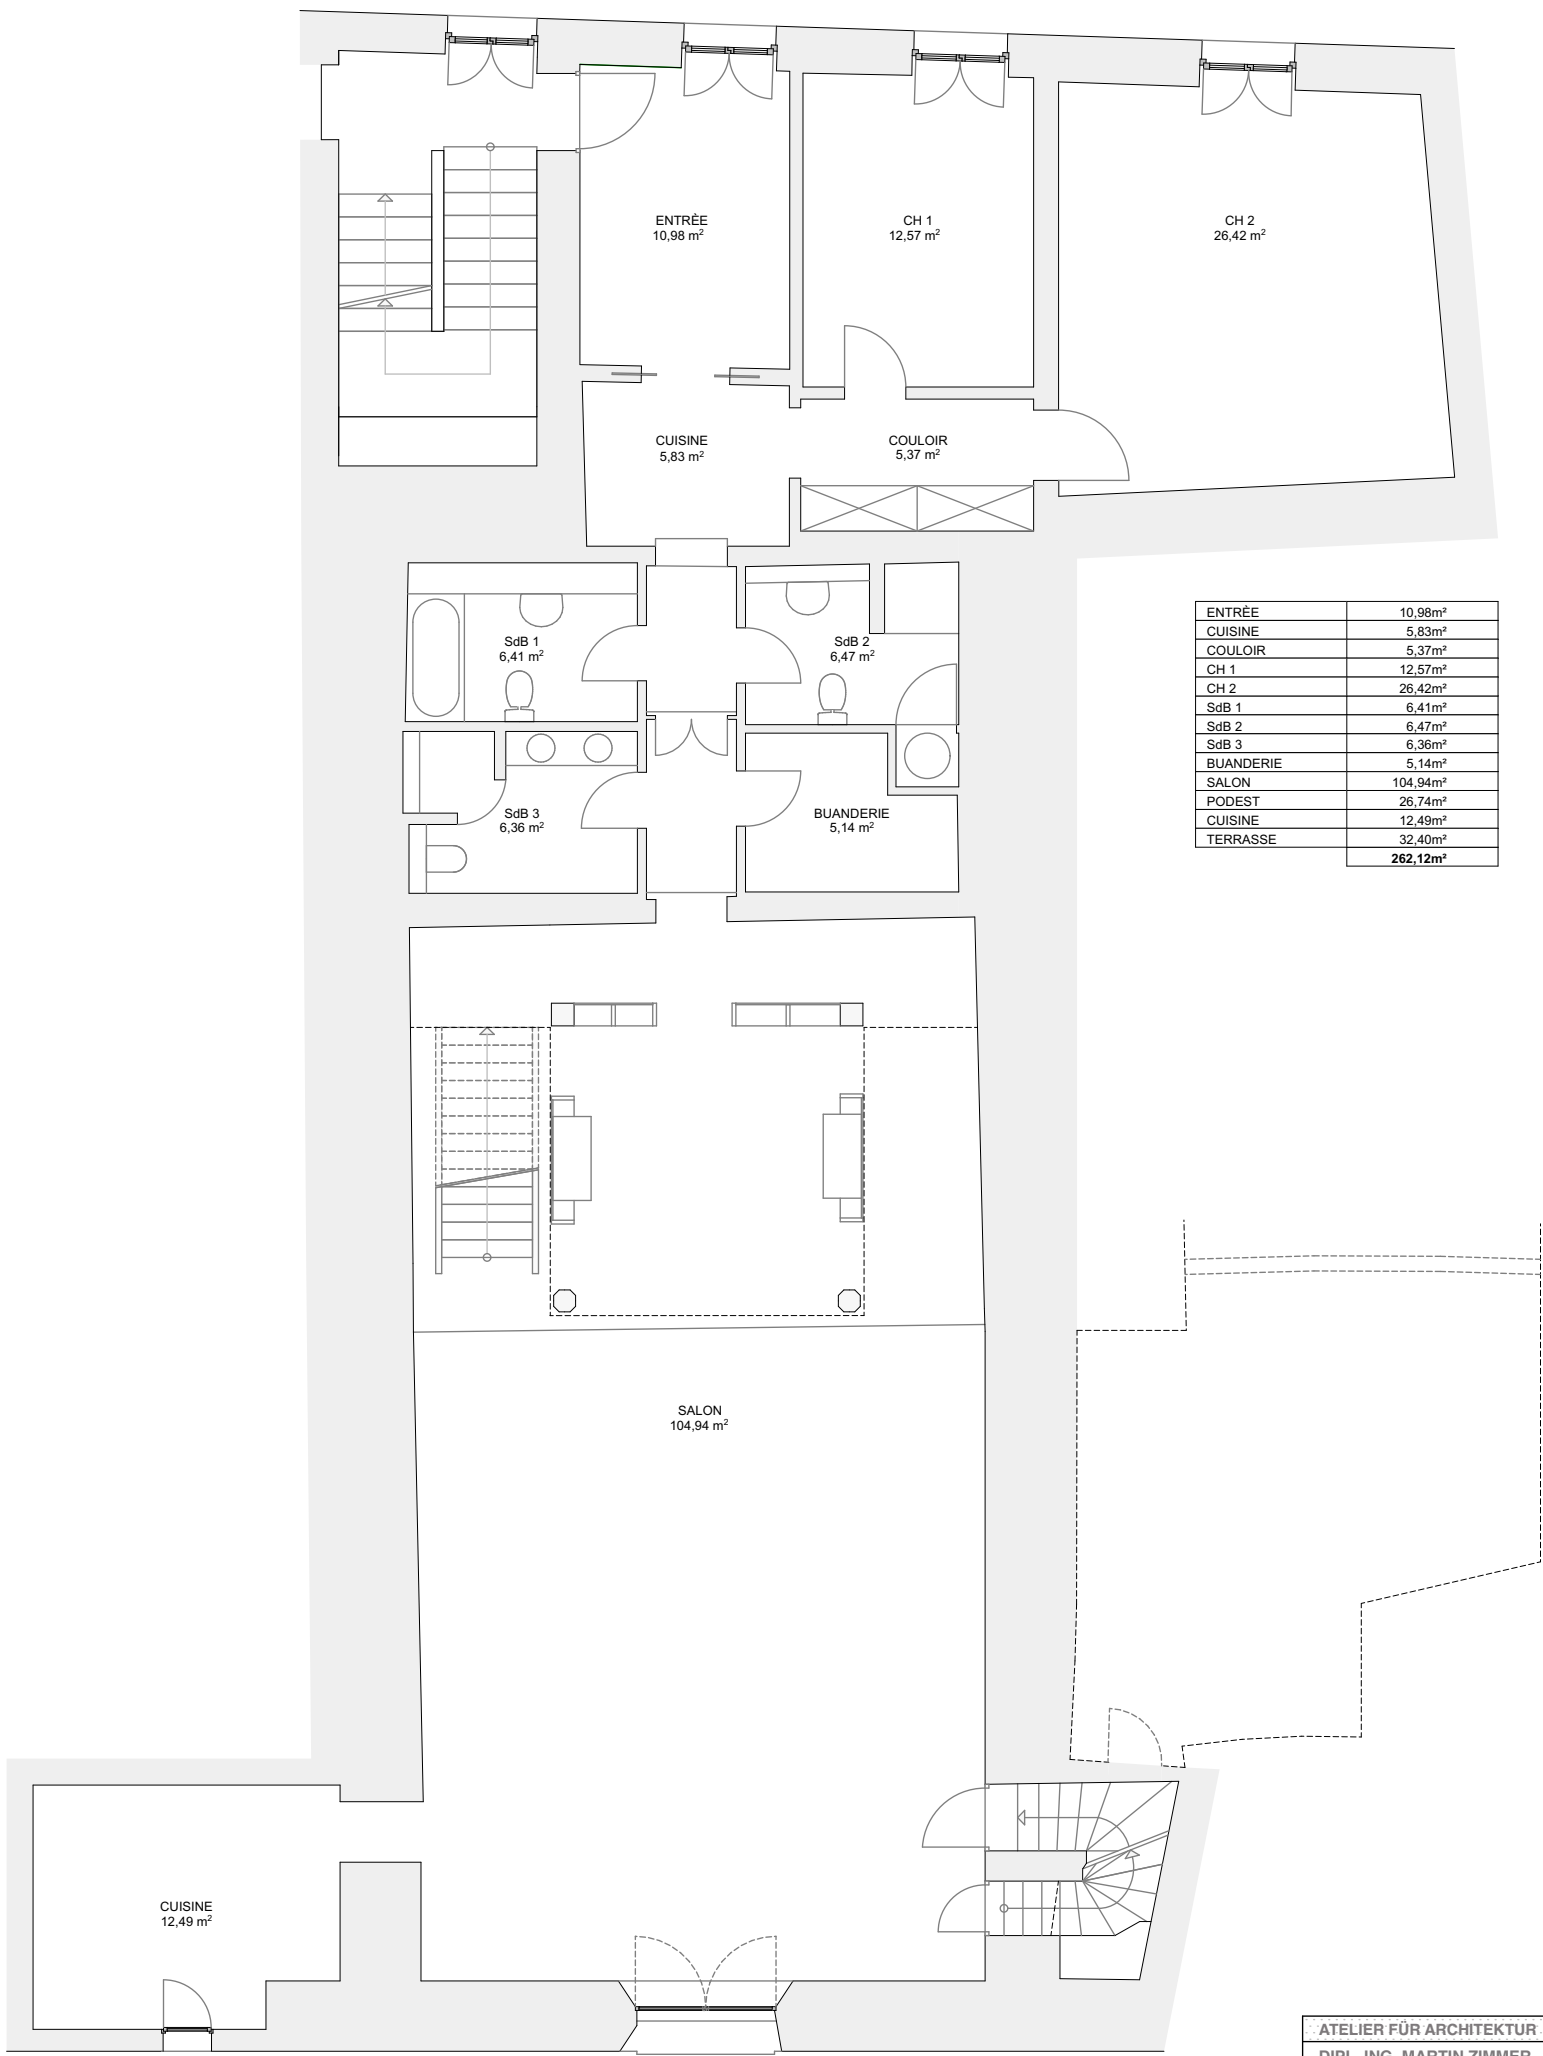 ENTRÈE
10,98 m²
CH 1
12,57 m²
CH 2
26,42 m²
CUISINE
5,83 m²
COULOIR
5,37 m²
SdB 1
6,41 m²
SdB 2
6,47 m²
SdB 3
6,36 m²
BUANDERIE
5,14 m²
ENTRÈE 10,98m²
CUISINE 5,83m²
COULOIR 5,37m²
CH 1 12,57m²
CH 2 26,42m²
SdB 1 6,41m²
SdB 2 6,47m²
SdB 3 6,36m²
BUANDERIE 5,14m²
SALON 104,94m²
PODEST 26,74m²
CUISINE 12,49m²
TERRASSE 32,40m²
262,12m²
SALON
104,94 m²
CUISINE
12,49 m²
ATELIER FÜR ARCHITEKTUR
DIPL.-ING. MARTIN ZIMMER